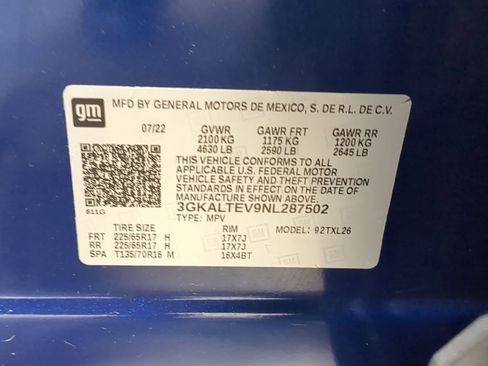 gm
MFD BY GENERAL MOTORS DE MEXICO, S. DE R.L. DE C.V.
07/22 GVWR GAWR FRT GAWR RR
2100 KG 1175 KG 1200 KG
4630 LB 2590 LB 2645 LB
THIS VEHICLE CONFORMS TO ALL
APPLICABLE U.S. FEDERAL MOTOR
VEHICLE SAFETY AND THEFT PREVENTION
STANDARDS IN EFFECT ON THE DATE OF
MANUFACTURE SHOWN ABOVE.
611G 3GKALTEV9NL287502
TYPE: MPV
TIRE SIZE RIM MODEL: 92TXL26
FRT 225/65R17 H 17X7J
RR 225/65R17 H 17X7J
SPA T135/70R16 M 16X4BT